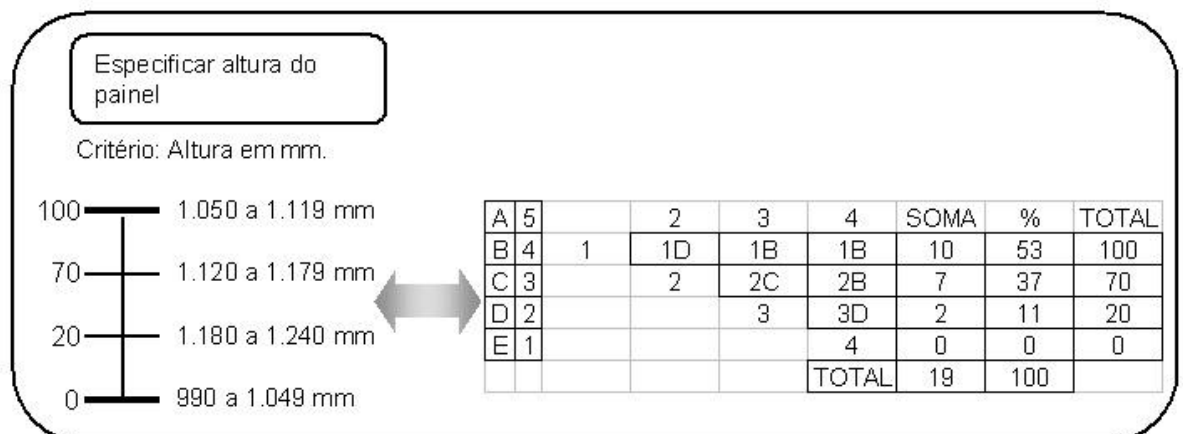 Especificar altura do
painel
Critério: Altura em mm.
100 1.050 a 1.119 mm
70 1.120 a 1.179 mm
20 1.180 a 1.240 mm
0 990 a 1.049 mm
A 5 2 3 4 SOMA % TOTAL
B 4 1 1D 1B 1B 10 53 100
C 3 2 2C 2B 7 37 70
D 2 3 3D 2 11 20
E 1 4 0 0 0
TOTAL 19 100